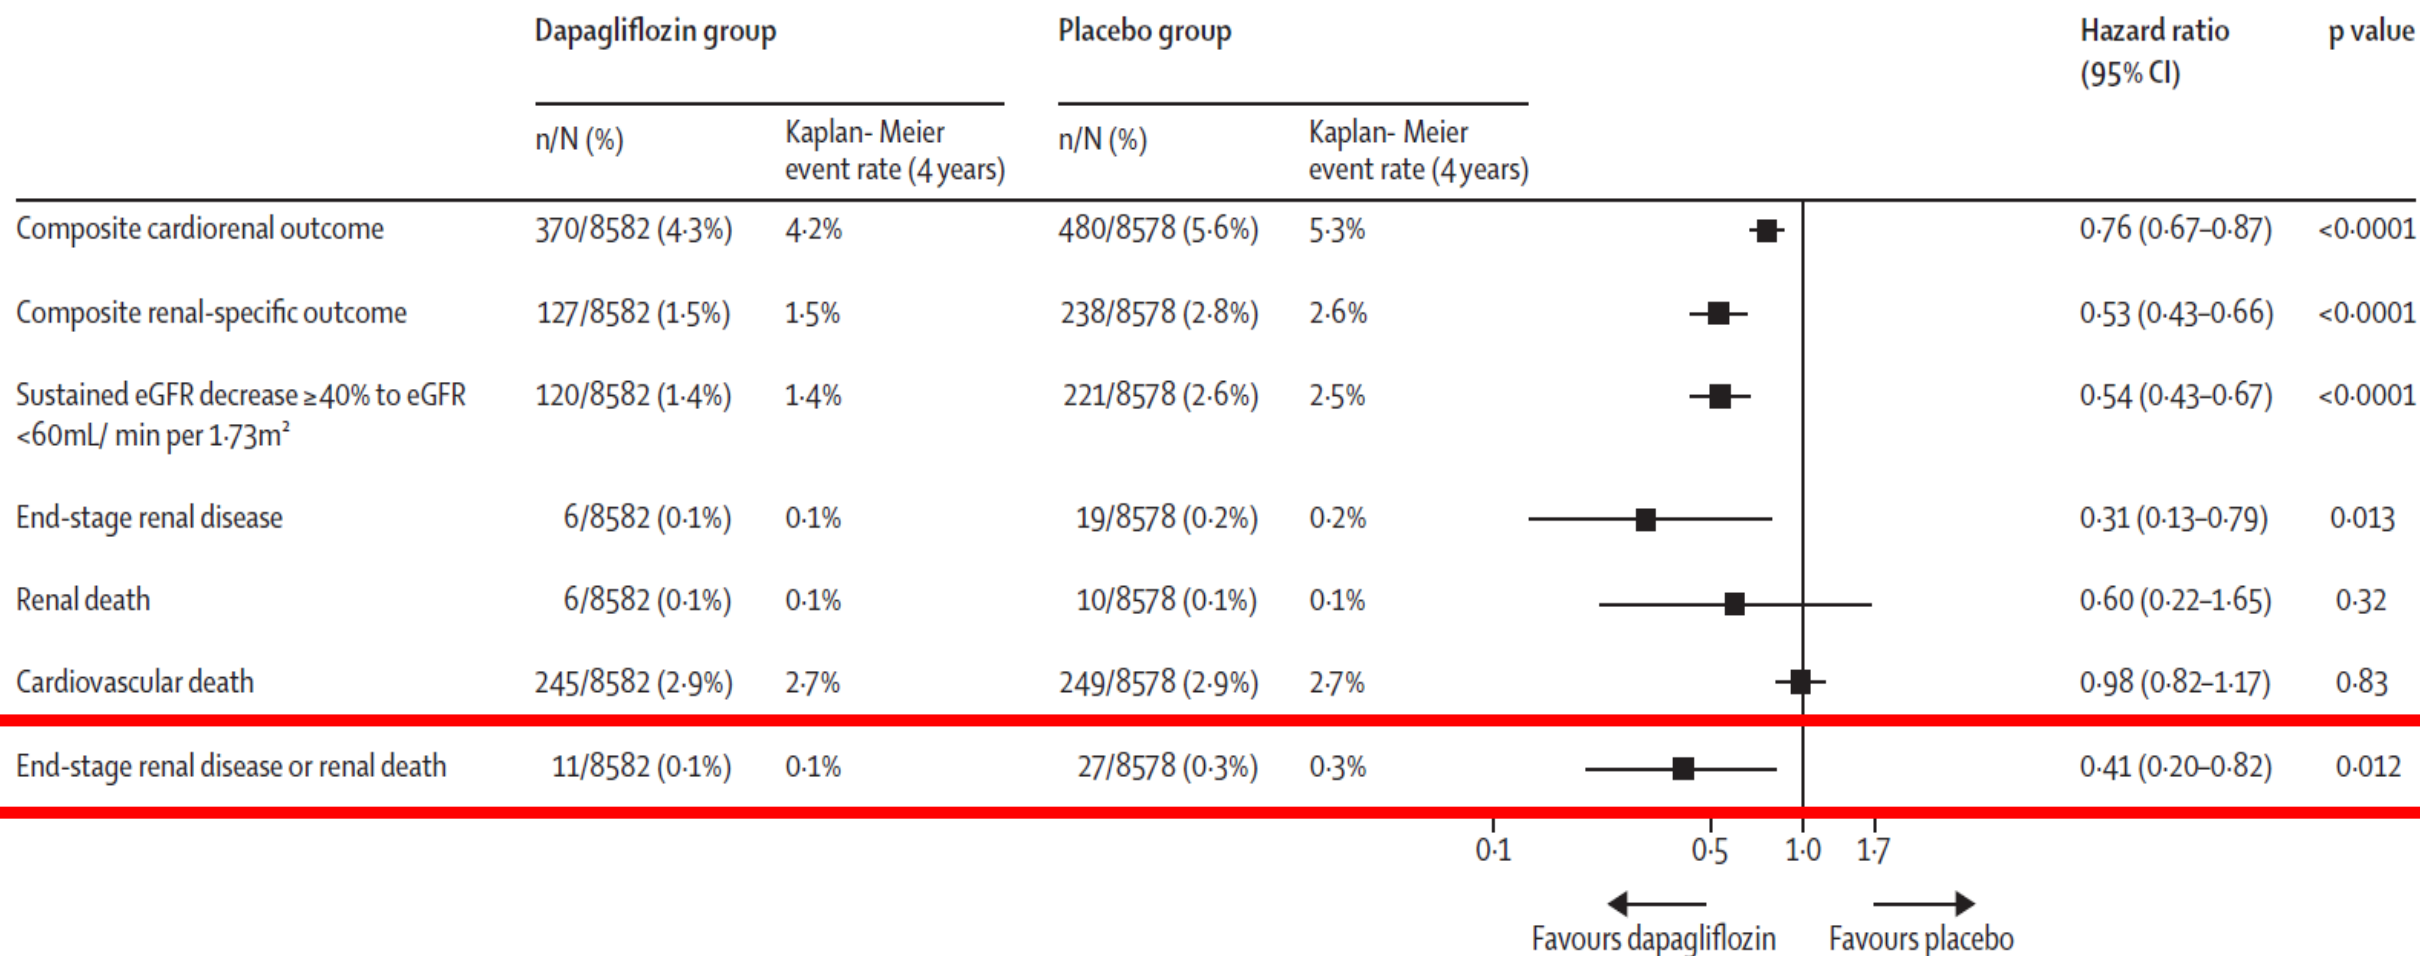 Dapagliflozin group Placebo group Hazard ratio p value
(95% CI)
n/N (%) Kaplan- Meier n/N (%) Kaplan- Meier
event rate (4 years) event rate (4 years)
Composite cardiorenal outcome 370/8582 (4·3%) 4·2% 480/8578 (5·6%) 5·3% 0·76 (0·67–0·87) <0·0001
Composite renal-specific outcome 127/8582 (1·5%) 1·5% 238/8578 (2·8%) 2·6% 0·53 (0·43–0·66) <0·0001
Sustained eGFR decrease ≥40% to eGFR 120/8582 (1·4%) 1·4% 221/8578 (2·6%) 2·5% 0·54 (0·43–0·67) <0·0001
<60mL/ min per 1·73m²
End-stage renal disease 6/8582 (0·1%) 0·1% 19/8578 (0·2%) 0·2% 0·31 (0·13–0·79) 0·013
Renal death 6/8582 (0·1%) 0·1% 10/8578 (0·1%) 0·1% 0·60 (0·22–1·65) 0·32
Cardiovascular death 245/8582 (2·9%) 2·7% 249/8578 (2·9%) 2·7% 0·98 (0·82–1·17) 0·83
End-stage renal disease or renal death 11/8582 (0·1%) 0·1% 27/8578 (0·3%) 0·3% 0·41 (0·20–0·82) 0·012
0·1 0·5 1·0 1·7
Favours dapagliflozin Favours placebo